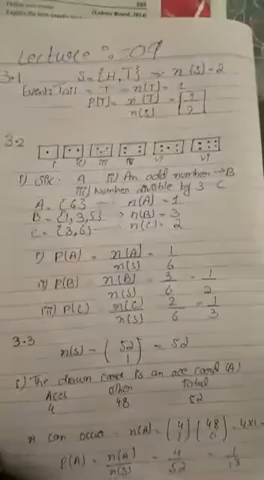 Lecture :- 09
3.1 S = {H, T} ⇒ n(S) = 2
Event tail = T = n(T) = 1
P(T) = n(T) / n(S) = 1/2
3.2
I II III IV V VI
i) Six A ii) An odd number → B
iii) Number divisible by 3 C
A = {6} n(A) = 1
B = {1, 3, 5} n(B) = 3
C = {3, 6} n(C) = 2
i) P(A) = n(A) / n(S) = 1/6
ii) P(B) = n(B) / n(S) = 3/6 = 1/2
iii) P(C) = n(C) / n(S) = 2/6 = 1/3
3.3
n(S) = (52 1) = 52
i) The drawn card is an ace card (A)
Aces other Total
4 48 52
A can occur = n(A) = (4 1) (48 0) = 4x1
P(A) = n(A) / n(S) = 4/52 = 1/13